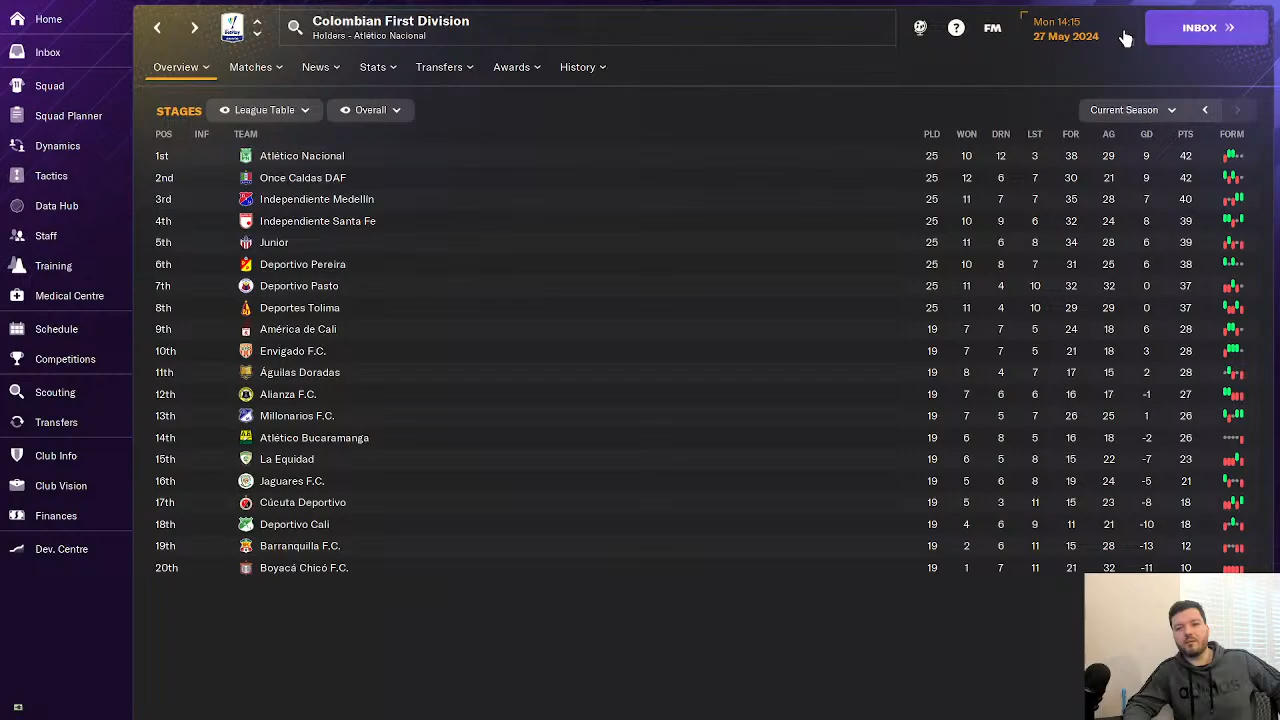 Home
Inbox
Squad
Squad Planner
Dynamics
Tactics
Data Hub
Staff
Training
Medical Centre
Schedule
Competitions
Scouting
Transfers
Club Info
Club Vision
Finances
Dev. Centre
Colombian First Division
Holders - Atlético Nacional
FM
Mon 14:15
27 May 2024
INBOX
Overview Matches News Stats Transfers Awards History
STAGES League Table Overall Current Season
POS INF TEAM PLD WON DRN LST FOR AG GD PTS FORM
1st Atlético Nacional 25 10 12 3 38 29 9 42
2nd Once Caldas DAF 25 12 6 7 30 21 9 42
3rd Independiente Medellín 25 11 7 7 35 28 7 40
4th Independiente Santa Fe 25 10 9 6 32 24 8 39
5th Junior 25 11 6 8 34 28 6 39
6th Deportivo Pereira 25 10 8 7 31 25 6 38
7th Deportivo Pasto 25 11 4 10 32 32 0 37
8th Deportes Tolima 25 11 4 10 29 29 0 37
9th América de Cali 19 7 7 5 24 18 6 28
10th Envigado F.C. 19 7 7 5 21 18 3 28
11th Águilas Doradas 19 8 4 7 17 15 2 28
12th Alianza F.C. 19 7 6 6 16 17 -1 27
13th Millonarios F.C. 19 7 5 7 26 25 1 26
14th Atlético Bucaramanga 19 6 8 5 16 18 -2 26
15th La Equidad 19 6 5 8 15 22 -7 23
16th Jaguares F.C. 19 5 6 8 19 24 -5 21
17th Cúcuta Deportivo 19 5 3 11 15 23 -8 18
18th Deportivo Cali 19 4 6 9 11 21 -10 18
19th Barranquilla F.C. 19 2 6 11 15 28 -13 12
20th Boyacá Chicó F.C. 19 1 7 11 21 32 -11 10
adidas